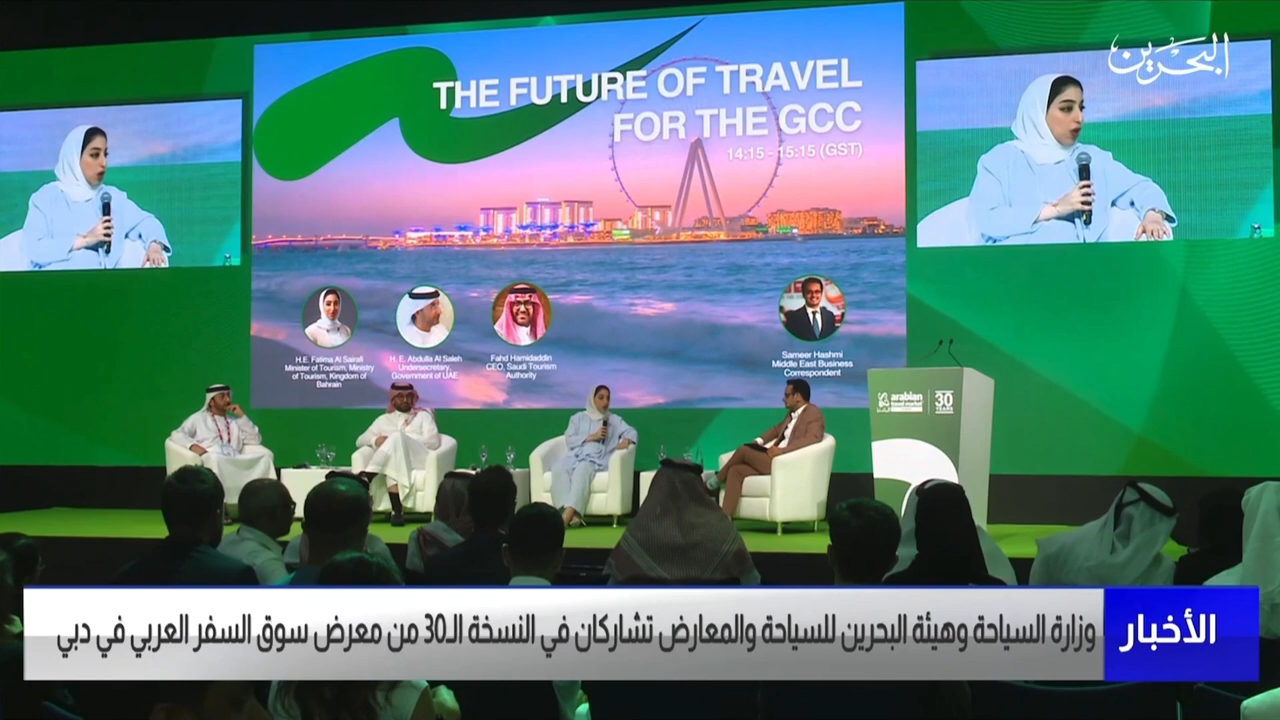 البحرين
THE FUTURE OF TRAVEL
FOR THE GCC
14:15 - 15:15 (GST)
H.E. Fatima Al Sairafi
Minister of Tourism, Ministry
of Tourism, Kingdom of
Bahrain
H. E. Abdulla Al Saleh
Undersecretary,
Government of UAE
Fahd Hamidaddin
CEO, Saudi Tourism
Authority
Sameer Hashmi
Middle East Business
Correspondent
arabian
travel market
30
YEARS
الأخبار
وزارة السياحة وهيئة البحرين للسياحة والمعارض تشاركان في النسخة الـ30 من معرض سوق السفر العربي في دبي